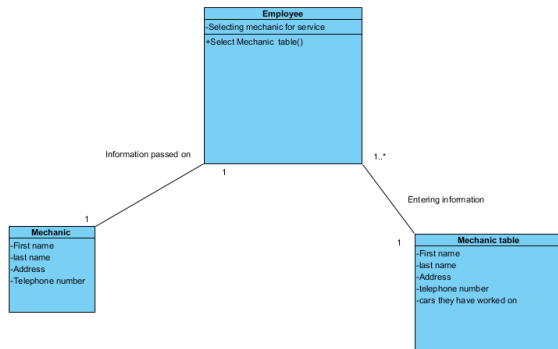 Employee
-Selecting mechanic for service
+Select Mechanic table()
Information passed on
1
1..*
1
Entering information
1
Mechanic
-First name
-last name
-Address
-Telephone number
Mechanic table
-First name
-last name
-Address
-telephone number
-cars they have worked on